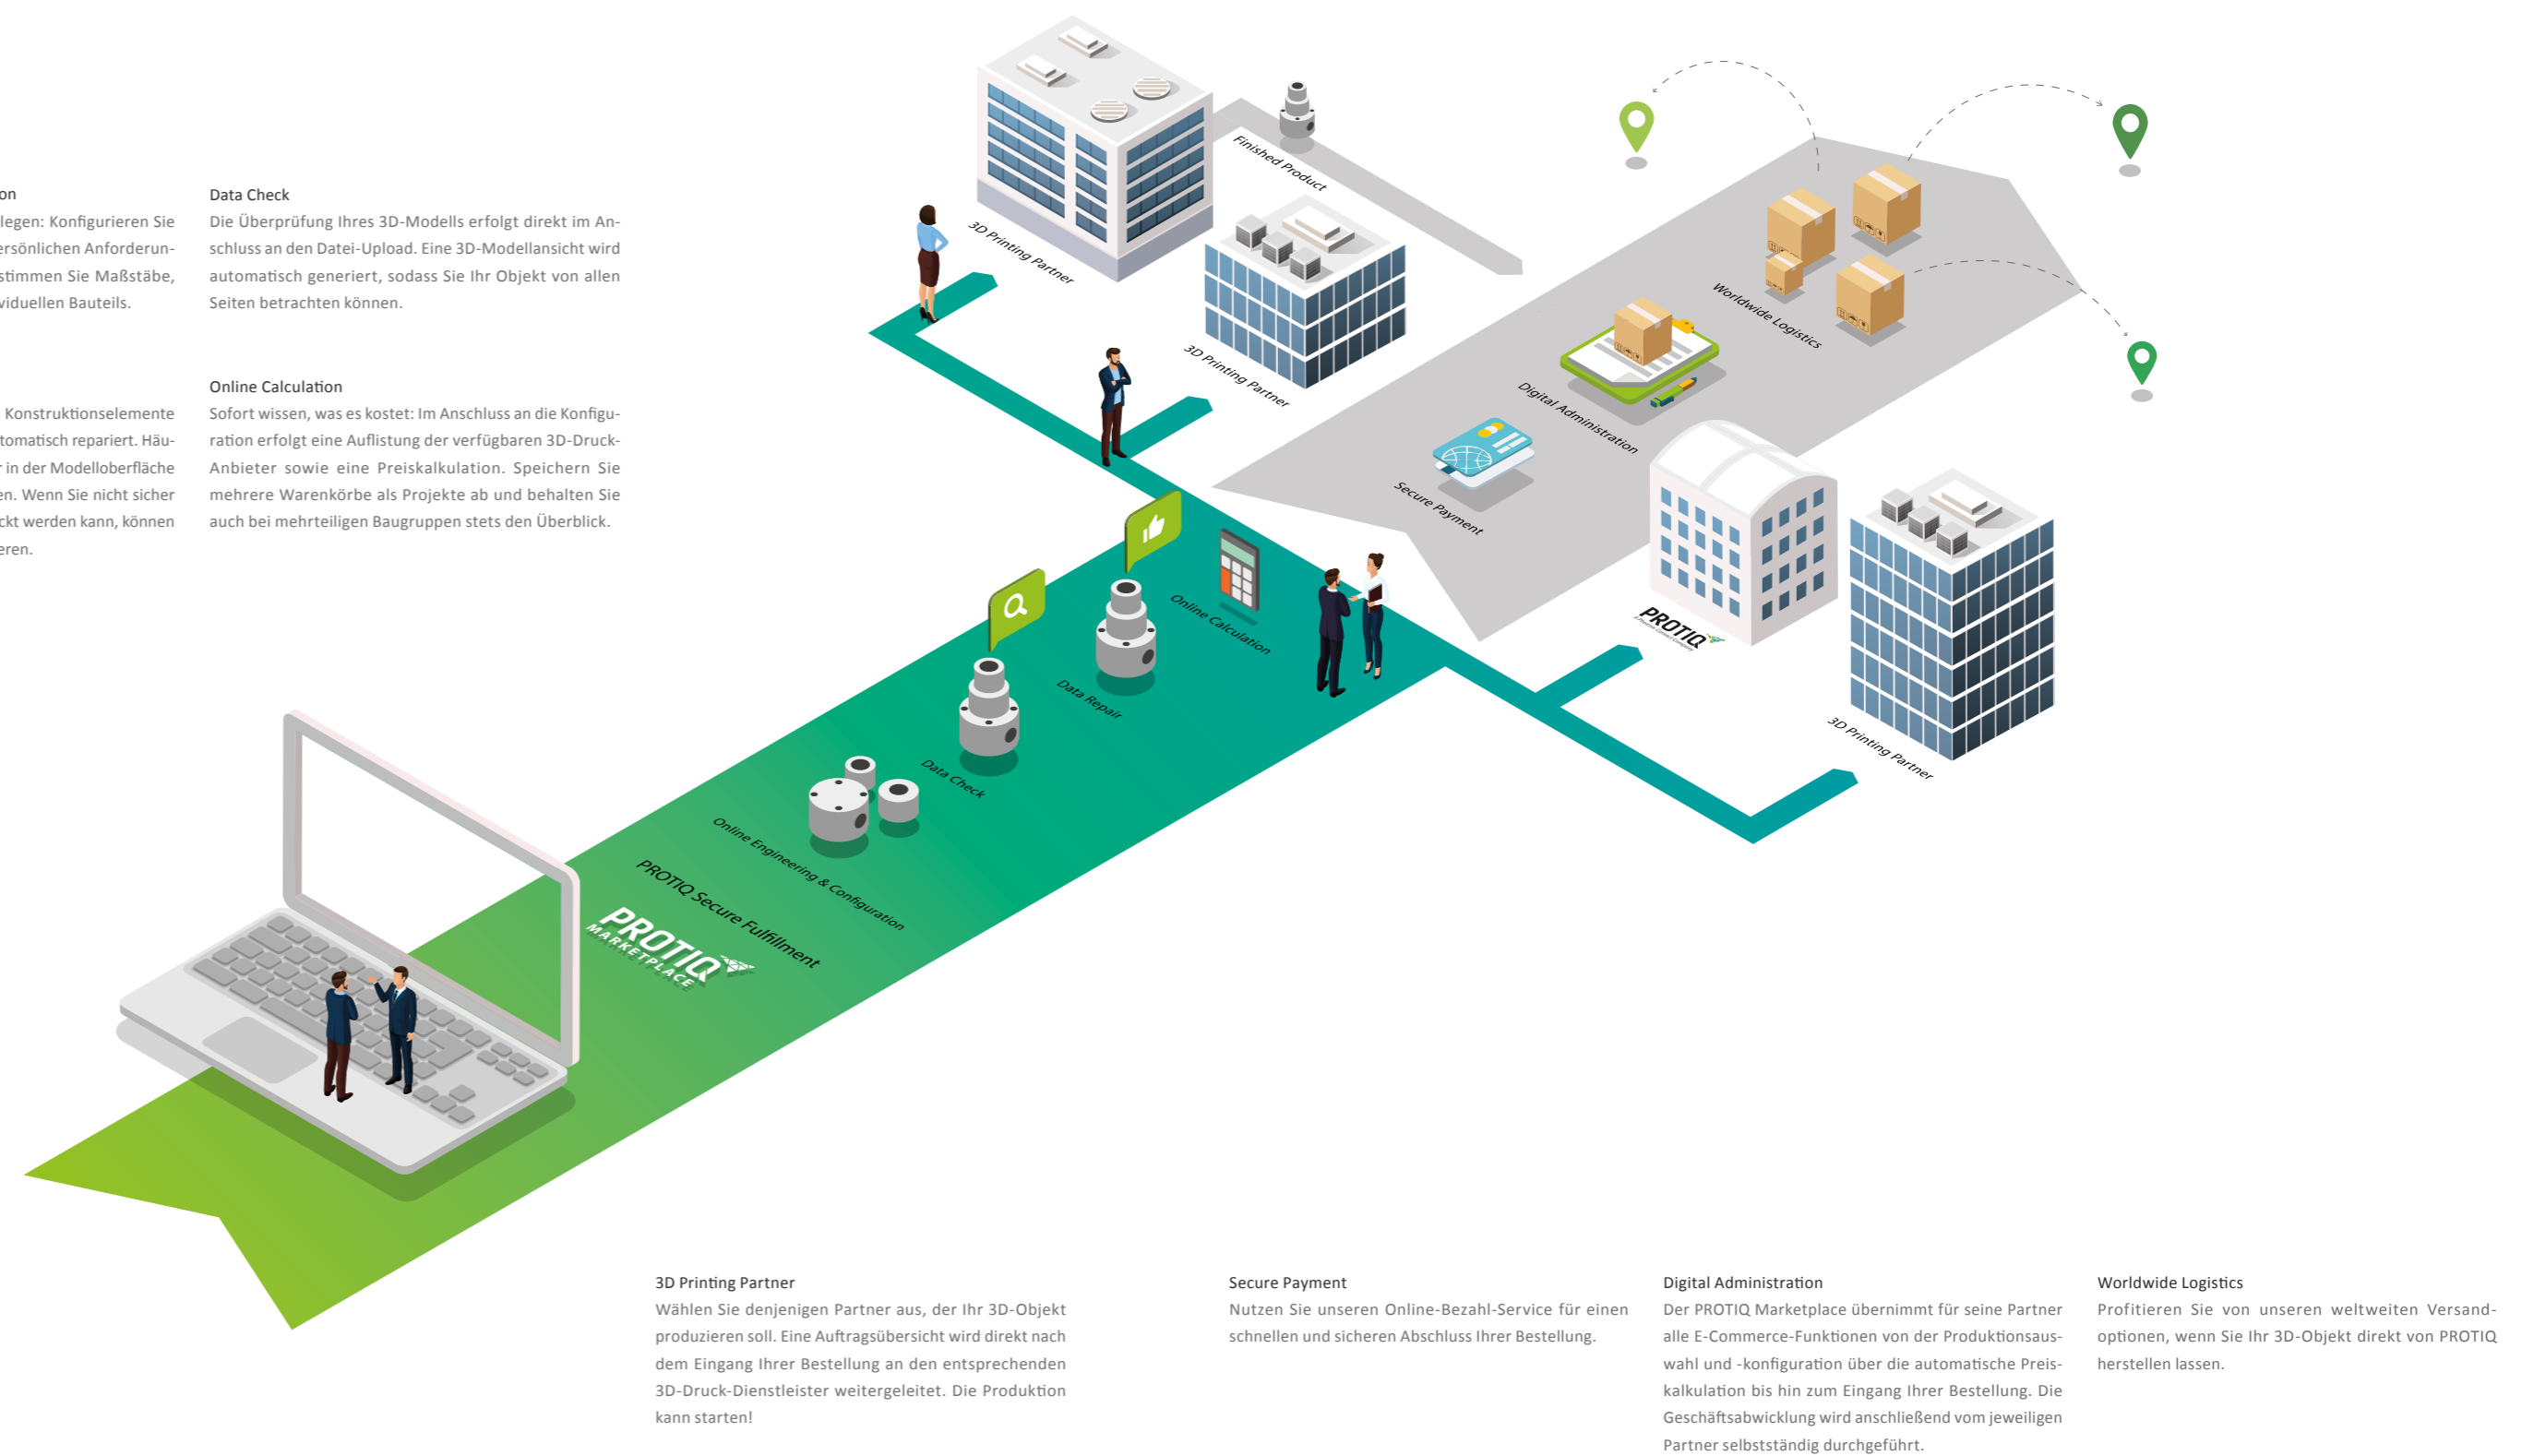 on
legen: Konfigurieren Sie
ersönlichen Anforderun-
stimmen Sie Maßstäbe,
viduellen Bauteils.
Data Check
Die Überprüfung Ihres 3D-Modells erfolgt direkt im An-
schluss an den Datei-Upload. Eine 3D-Modellansicht wird
automatisch generiert, sodass Sie Ihr Objekt von allen
Seiten betrachten können.
Konstruktionselemente
tomatisch repariert. Häu-
r in der Modelloberfläche
en. Wenn Sie nicht sicher
ckt werden kann, können
eren.
Online Calculation
Sofort wissen, was es kostet: Im Anschluss an die Konfigu-
ration erfolgt eine Auflistung der verfügbaren 3D-Druck-
Anbieter sowie eine Preiskalkulation. Speichern Sie
mehrere Warenkörbe als Projekte ab und behalten Sie
auch bei mehrteiligen Baugruppen stets den Überblick.
Finished Product
3D Printing Partner
3D Printing Partner
Worldwide Logistics
Digital Administration
Secure Payment
PROTIQ
A Phoenix Contact Company
3D Printing Partner
Online Calculation
Data Repair
Data Check
Online Engineering & Configuration
PROTIQ Secure Fulfillment
PROTIQ
MARKETPLACE
3D Printing Partner
Wählen Sie denjenigen Partner aus, der Ihr 3D-Objekt
produzieren soll. Eine Auftragsübersicht wird direkt nach
dem Eingang Ihrer Bestellung an den entsprechenden
3D-Druck-Dienstleister weitergeleitet. Die Produktion
kann starten!
Secure Payment
Nutzen Sie unseren Online-Bezahl-Service für einen
schnellen und sicheren Abschluss Ihrer Bestellung.
Digital Administration
Der PROTIQ Marketplace übernimmt für seine Partner
alle E-Commerce-Funktionen von der Produktionsaus-
wahl und -konfiguration über die automatische Preis-
kalkulation bis hin zum Eingang Ihrer Bestellung. Die
Geschäftsabwicklung wird anschließend vom jeweiligen
Partner selbstständig durchgeführt.
Worldwide Logistics
Profitieren Sie von unseren weltweiten Versand-
optionen, wenn Sie Ihr 3D-Objekt direkt von PROTIQ
herstellen lassen.